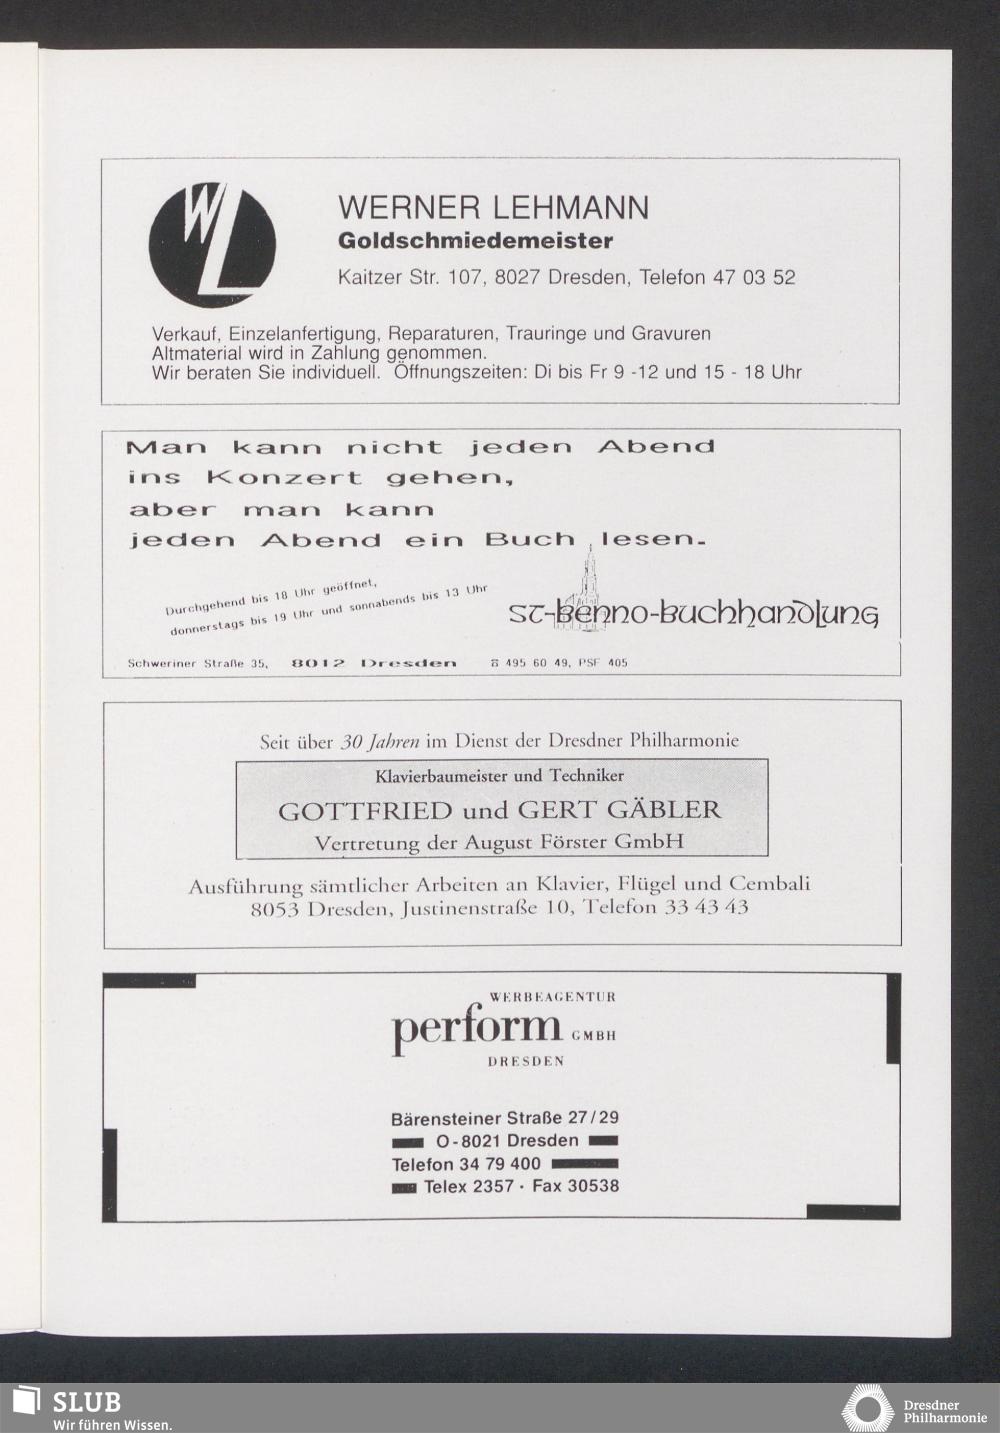 WL
WERNER LEHMANN
Goldschmiedemeister
Kaitzer Str. 107, 8027 Dresden, Telefon 47 03 52
Verkauf, Einzelanfertigung, Reparaturen, Trauringe und Gravuren
Altmaterial wird in Zahlung genommen.
Wir beraten Sie individuell. Öffnungszeiten: Di bis Fr 9 -12 und 15 - 18 Uhr
Man kann nicht jeden Abend
ins Konzert gehen,
aber man kann
jeden Abend ein Buch lesen.
Durchgehend bis 18 Uhr geöffnet,
donnerstags bis 19 Uhr und sonnabends bis 13 Uhr
St-Benno-Buchhandlung
Schweriner Straße 35, 8012 Dresden ☎ 495 60 49, PSF 405
Seit über 30 Jahren im Dienst der Dresdner Philharmonie
Klavierbaumeister und Techniker
GOTTFRIED und GERT GÄBLER
Vertretung der August Förster GmbH
Ausführung sämtlicher Arbeiten an Klavier, Flügel und Cembali
8053 Dresden, Justinenstraße 10, Telefon 33 43 43
WERBEAGENTUR
perform GMBH
DRESDEN
Bärensteiner Straße 27/29
O-8021 Dresden
Telefon 34 79 400
Telex 2357 · Fax 30538
SLUB
Wir führen Wissen.
Dresdner
Philharmonie